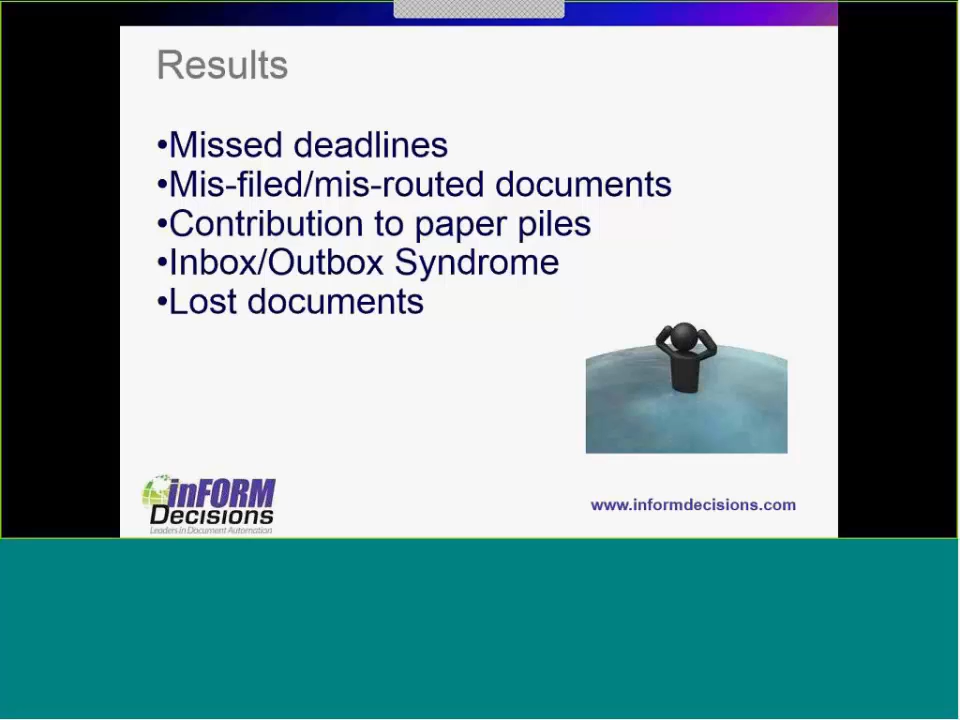 Results
•Missed deadlines
•Mis-filed/mis-routed documents
•Contribution to paper piles
•Inbox/Outbox Syndrome
•Lost documents
inFORM
Decisions
Leaders in Document Automation
www.informdecisions.com